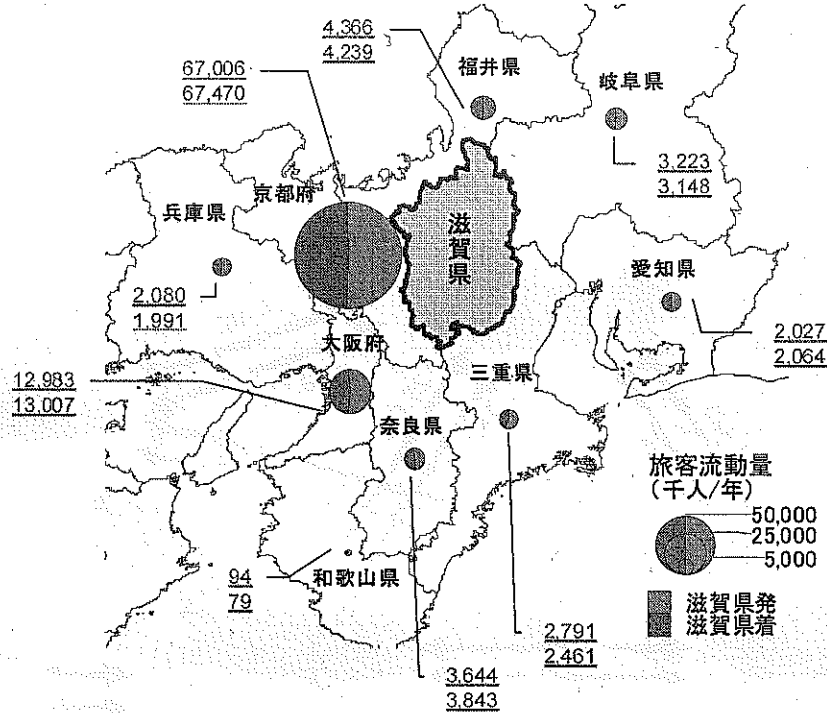 4,366
4,239
福井県
岐阜県
67,006
67,470
3,223
3,148
京都府
兵庫県
滋賀県
愛知県
2,080
1,991
2,027
2,064
大阪府
三重県
12,983
13,007
奈良県
旅客流動量
(千人/年)
50,000
25,000
5,000
94
79
和歌山県
滋賀県発
滋賀県着
2,791
2,461
3,644
3,843